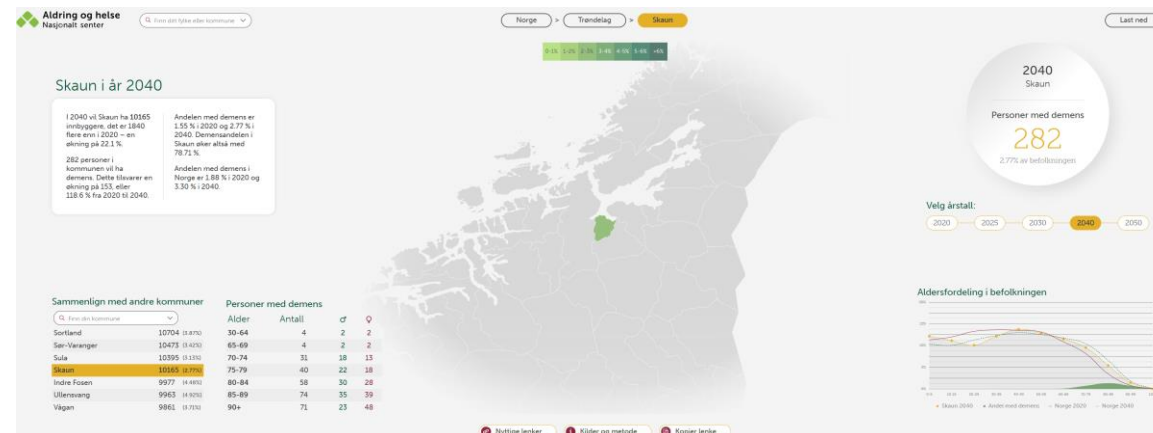 Aldring og helse
Nasjonalt senter
Finn ditt fylke eller kommune
Norge > Trøndelag > Skaun
Last ned
0-1% 1-2% 2-3% 3-4% 4-5% 5-6% >6%
Skaun i år 2040
I 2040 vil Skaun ha 10165
innbyggere, det er 1840
flere enn i 2020 – en
økning på 22.1 %.
282 personer i
kommunen vil ha
demens. Dette tilsvarer en
økning på 153, eller
118.6 % fra 2020 til 2040.
Andelen med demens er
1.55 % i 2020 og 2.77 % i
2040. Demensandelen i
Skaun øker altså med
78.71 %.
Andelen med demens i
Norge er 1.88 % i 2020 og
3.30 % i 2040.
2040
Skaun
Personer med demens
282
2.77% av befolkningen
Velg årstall:
2020 2025 2030 2040 2050
Sammenlign med andre kommuner
Finn din kommune
Sortland 10704 (3.87%)
Sør-Varanger 10473 (3.42%)
Sula 10395 (3.13%)
Skaun 10165 (2.77%)
Indre Fosen 9977
Ullensvang 9963
Vågan 9861 (3.71%)
Personer med demens
Alder Antall ♂ ♀
30-64 4 2 2
65-69 4 2 2
70-74 31 18 13
75-79 40 22 18
80-84 58 30 28
85-89 74 35 39
90+ 71 23 48
Aldersfordeling i befolkningen
Skaun 2040 Andel med demens Norge 2020 Norge 2040
Nyttige lenker Kilder og metode Kopier lenke